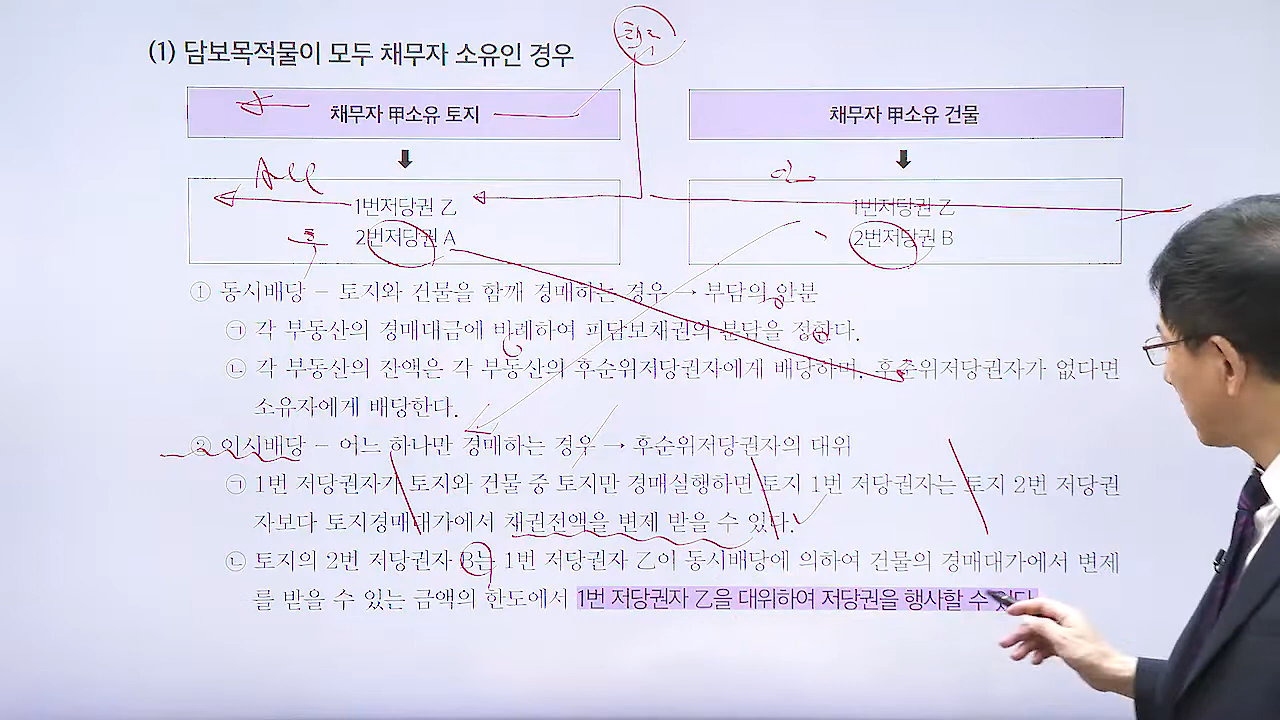 (1) 담보목적물이 모두 채무자 소유인 경우
채무자 甲소유 토지
채무자 甲소유 건물
All
1번저당권 乙
2번저당권 A
1번저당권 乙
2번저당권 B
① 동시배당 – 토지와 건물을 함께 경매하는 경우 → 부담의 안분
㉠ 각 부동산의 경매대금에 비례하여 피담보채권의 분담을 정한다.
㉡ 각 부동산의 잔액은 각 부동산의 후순위저당권자에게 배당하며, 후순위저당권자가 없다면
소유자에게 배당한다.
② 이시배당 – 어느 하나만 경매하는 경우 → 후순위저당권자의 대위
㉠ 1번 저당권자가 토지와 건물 중 토지만 경매실행하면 토지 1번 저당권자는 토지 2번 저당권
자보다 토지경매대가에서 채권전액을 변제 받을 수 있다.
㉡ 토지의 2번 저당권자 B는 1번 저당권자 乙이 동시배당에 의하여 건물의 경매대가에서 변제
를 받을 수 있는 금액의 한도에서 1번 저당권자 乙을 대위하여 저당권을 행사할 수 있다